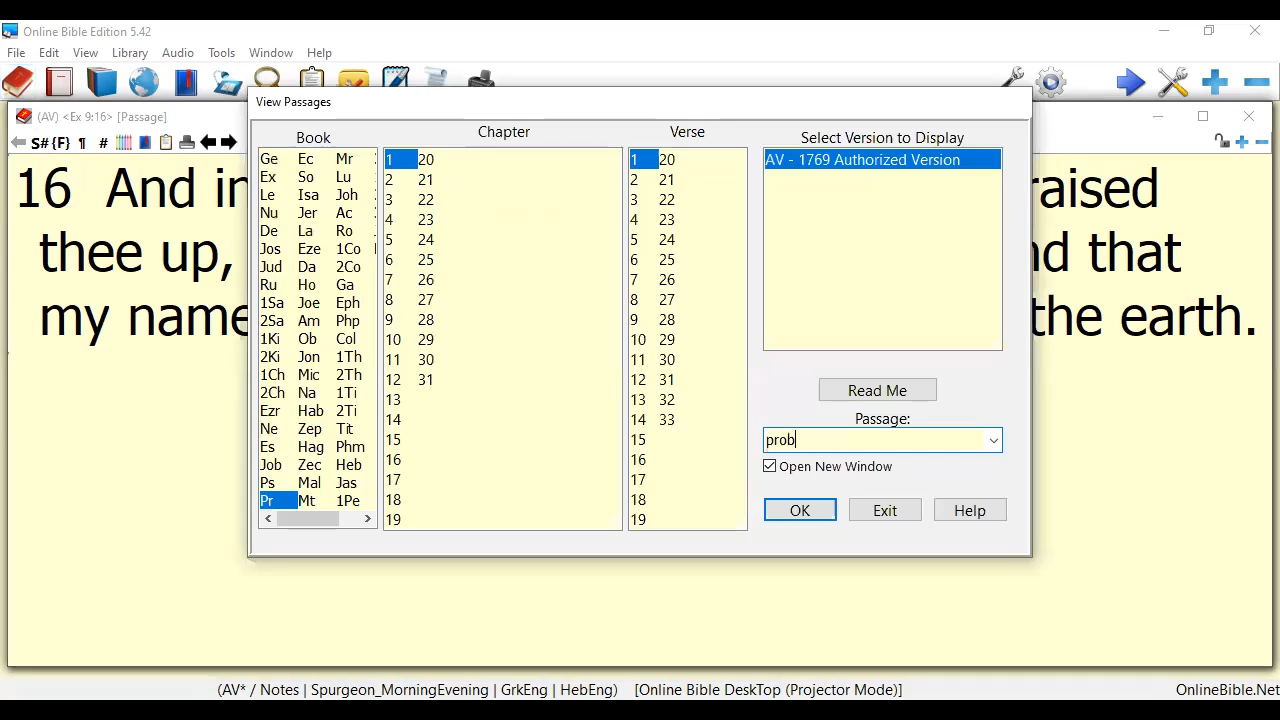 Online Bible Edition 5.42
File Edit View Library Audio Tools Window Help
View Passages
(AV) <Ex 9:16> [Passage]
S# {F} ¶ #
Book Chapter Verse Select Version to Display
Ge Ec Mr
Ex So Lu
Le Isa Joh
Nu Jer Ac
De La Ro
Jos Eze 1Co
Jud Da 2Co
Ru Ho Ga
1Sa Joe Eph
2Sa Am Php
1Ki Ob Col
2Ki Jon 1Th
1Ch Mic 2Th
2Ch Na 1Ti
Ezr Hab 2Ti
Ne Zep Tit
Es Hag Phm
Job Zec Heb
Ps Mal Jas
Pr Mt 1Pe
1 20
2 21
3 22
4 23
5 24
6 25
7 26
8 27
9 28
10 29
11 30
12 31
13
14
15
16
17
18
19
1 20
2 21
3 22
4 23
5 24
6 25
7 26
8 27
9 28
10 29
11 30
12 31
13 32
14 33
15
16
17
18
19
AV - 1769 Authorized Version
Read Me
Passage:
prob
Open New Window
OK Exit Help
16 And in raised
thee up, that
my name the earth.
(AV* / Notes | Spurgeon_MorningEvening | GrkEng | HebEng) [Online Bible DeskTop (Projector Mode)] OnlineBible.Net